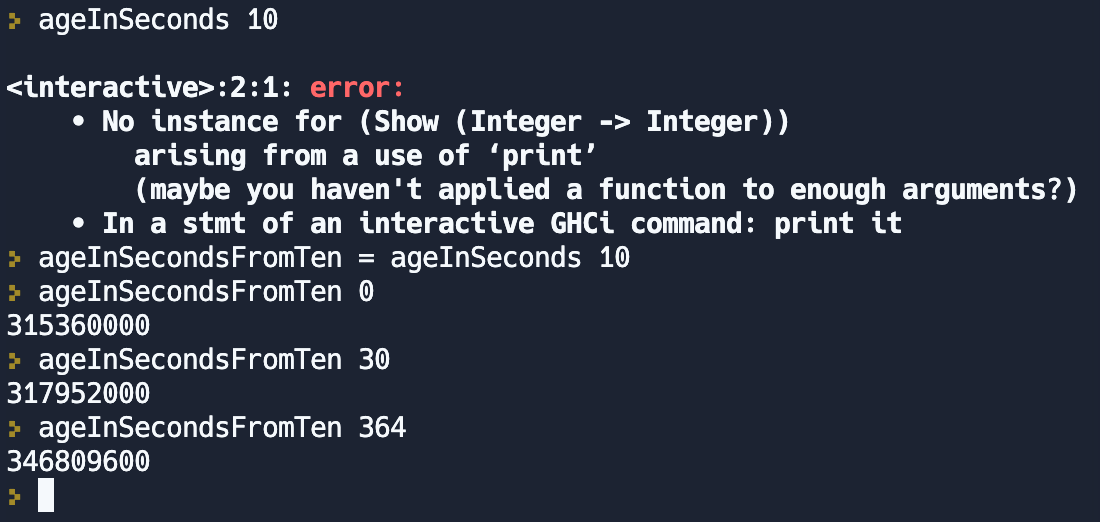 ageInSeconds 10
<interactive>:2:1: error:
• No instance for (Show (Integer -> Integer))
arising from a use of ‘print’
(maybe you haven't applied a function to enough arguments?)
• In a stmt of an interactive GHCi command: print it
ageInSecondsFromTen = ageInSeconds 10
ageInSecondsFromTen 0
315360000
ageInSecondsFromTen 30
317952000
ageInSecondsFromTen 364
346809600